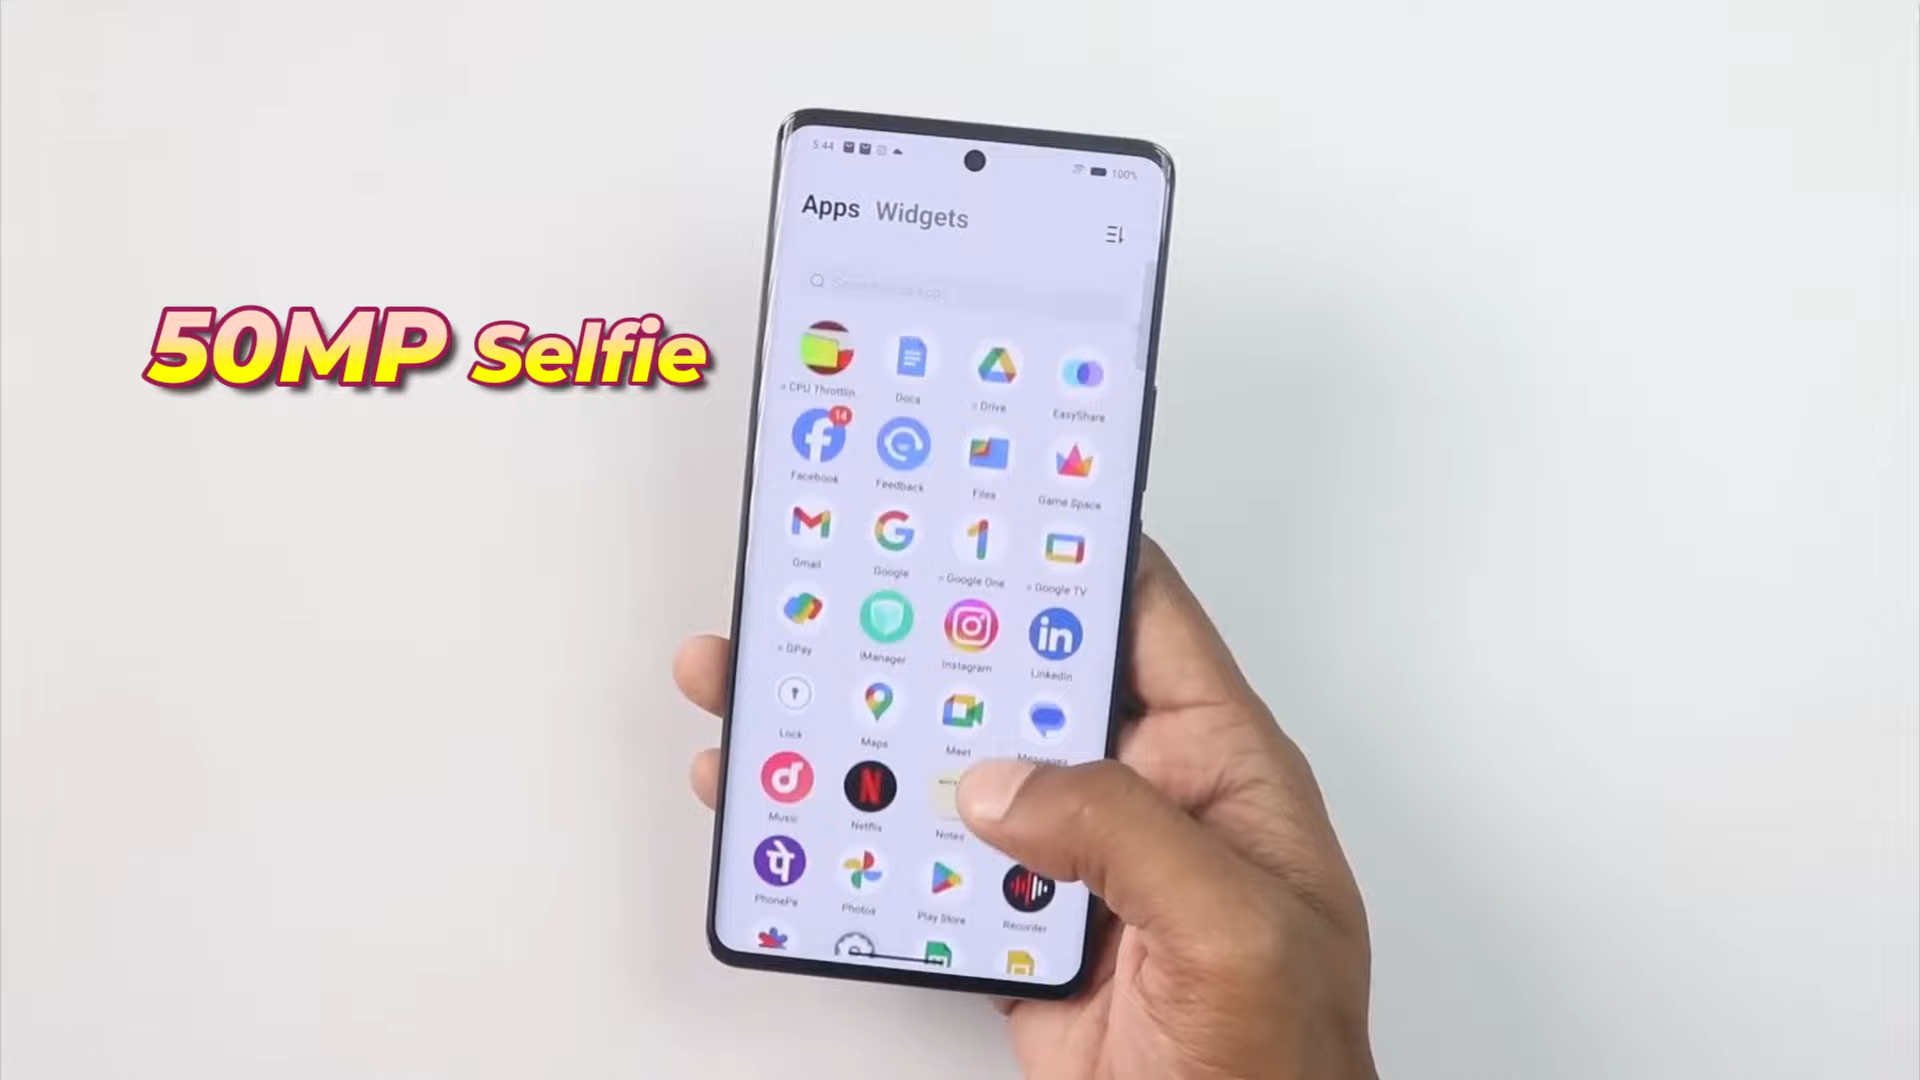 50MP Selfie
5:44
100%
Apps Widgets
CPU Throttlin...
Docs
Drive
EasyShare
14
Facebook
Feedback
Files
Game Space
Gmail
Google
Google One
Google TV
GPay
iManager
Instagram
in
LinkedIn
Lock
Maps
Meet
Messages
Music
Netflix
Notes
पे
PhonePe
Photos
Play Store
Recorder